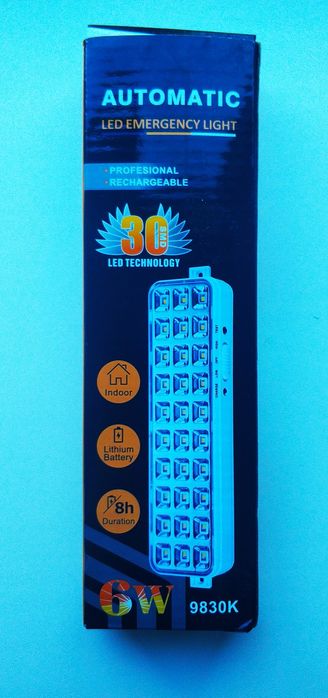 AUTOMATIC
LED EMERGENCY LIGHT
• PROFESIONAL
• RECHARGEABLE
30 SMD
LED TECHNOLOGY
Indoor
Lithium
Battery
8h
Duration
6W
9830K